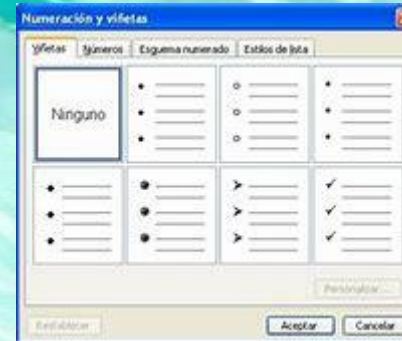 Numeración y viñetas
Viñetas Números Esquema numerado Estilos de lista
Ninguno
Personalizar...
Restablecer Aceptar Cancelar